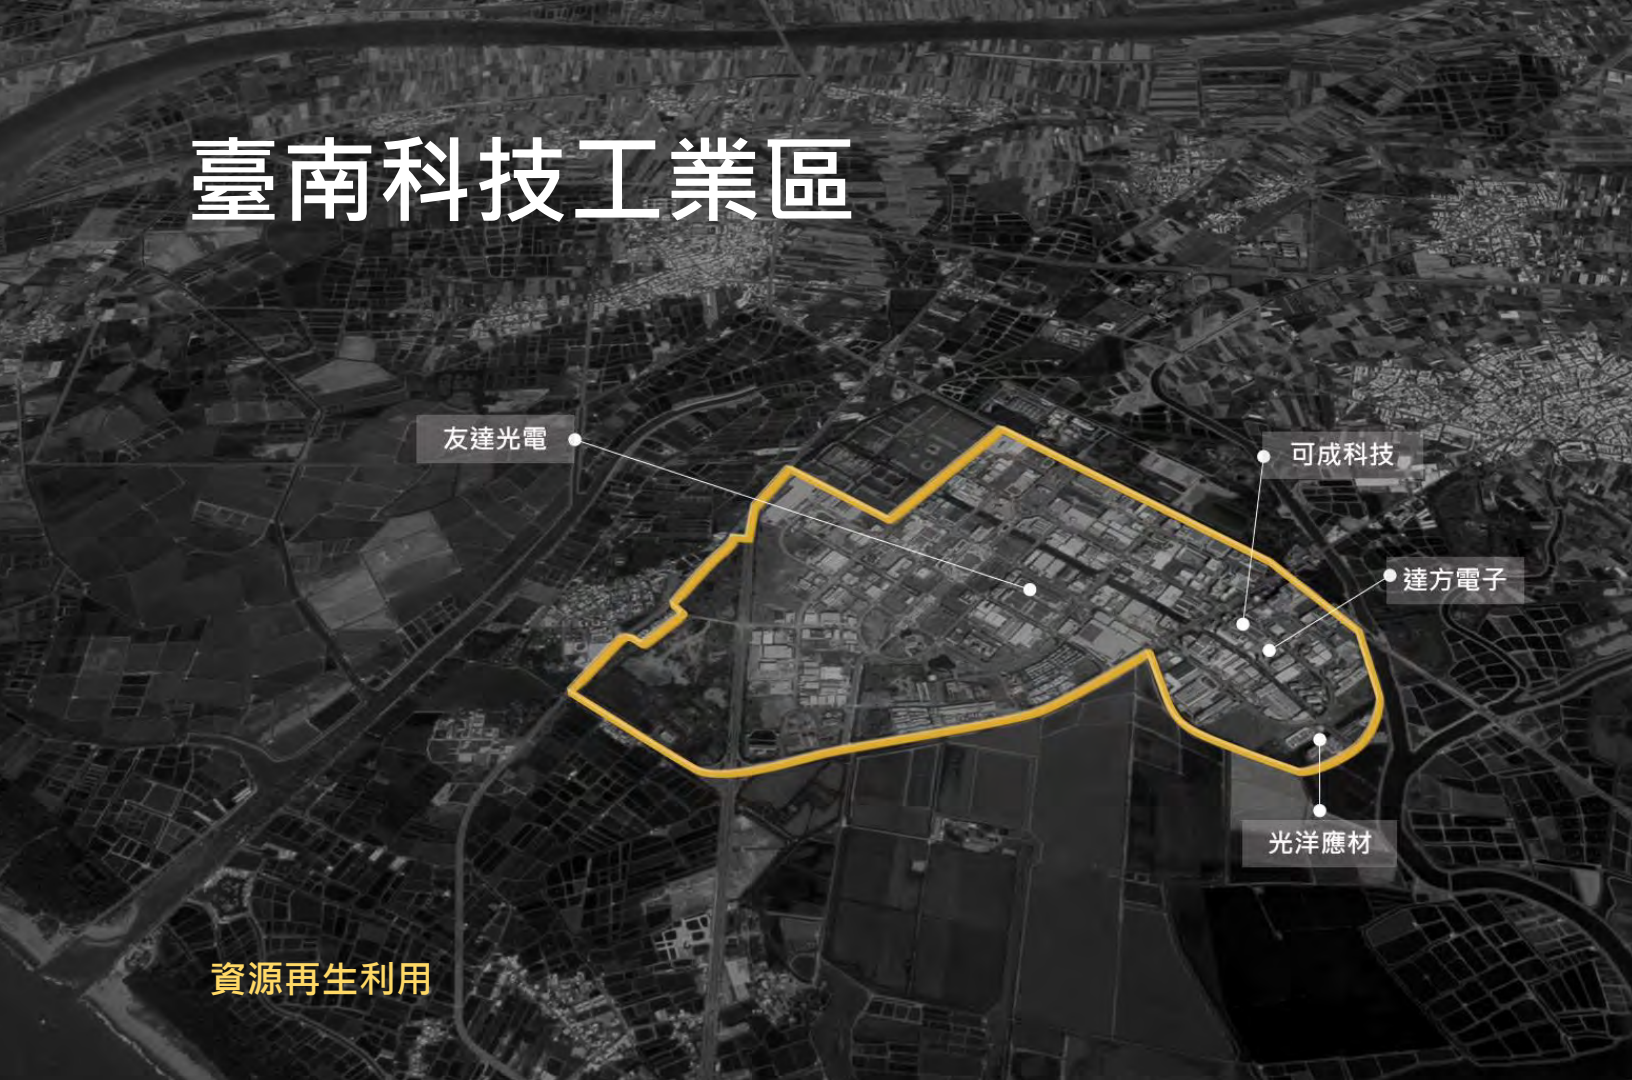 臺南科技工業區
友達光電
可成科技
達方電子
光洋應材
資源再生利用